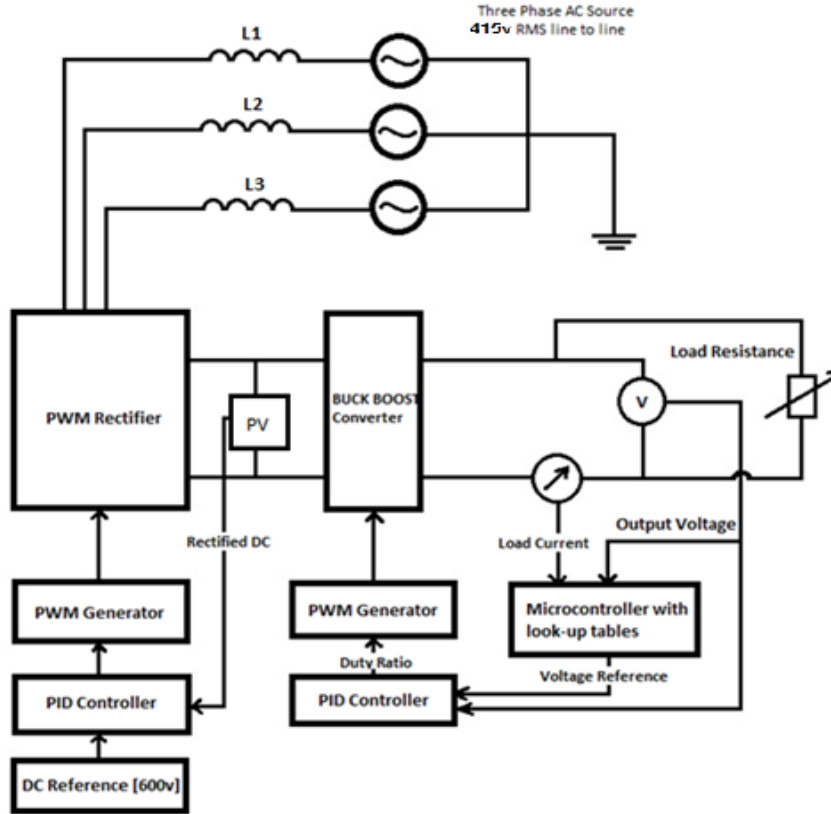 Three Phase AC Source
415v RMS line to line
L1
L2
L3
PWM Rectifier
PV
BUCK BOOST
Converter
Load Resistance
V
Rectified DC
Load Current
Output Voltage
PWM Generator
PWM Generator
Microcontroller with
look-up tables
Duty Ratio
Voltage Reference
PID Controller
PID Controller
DC Reference [600v]